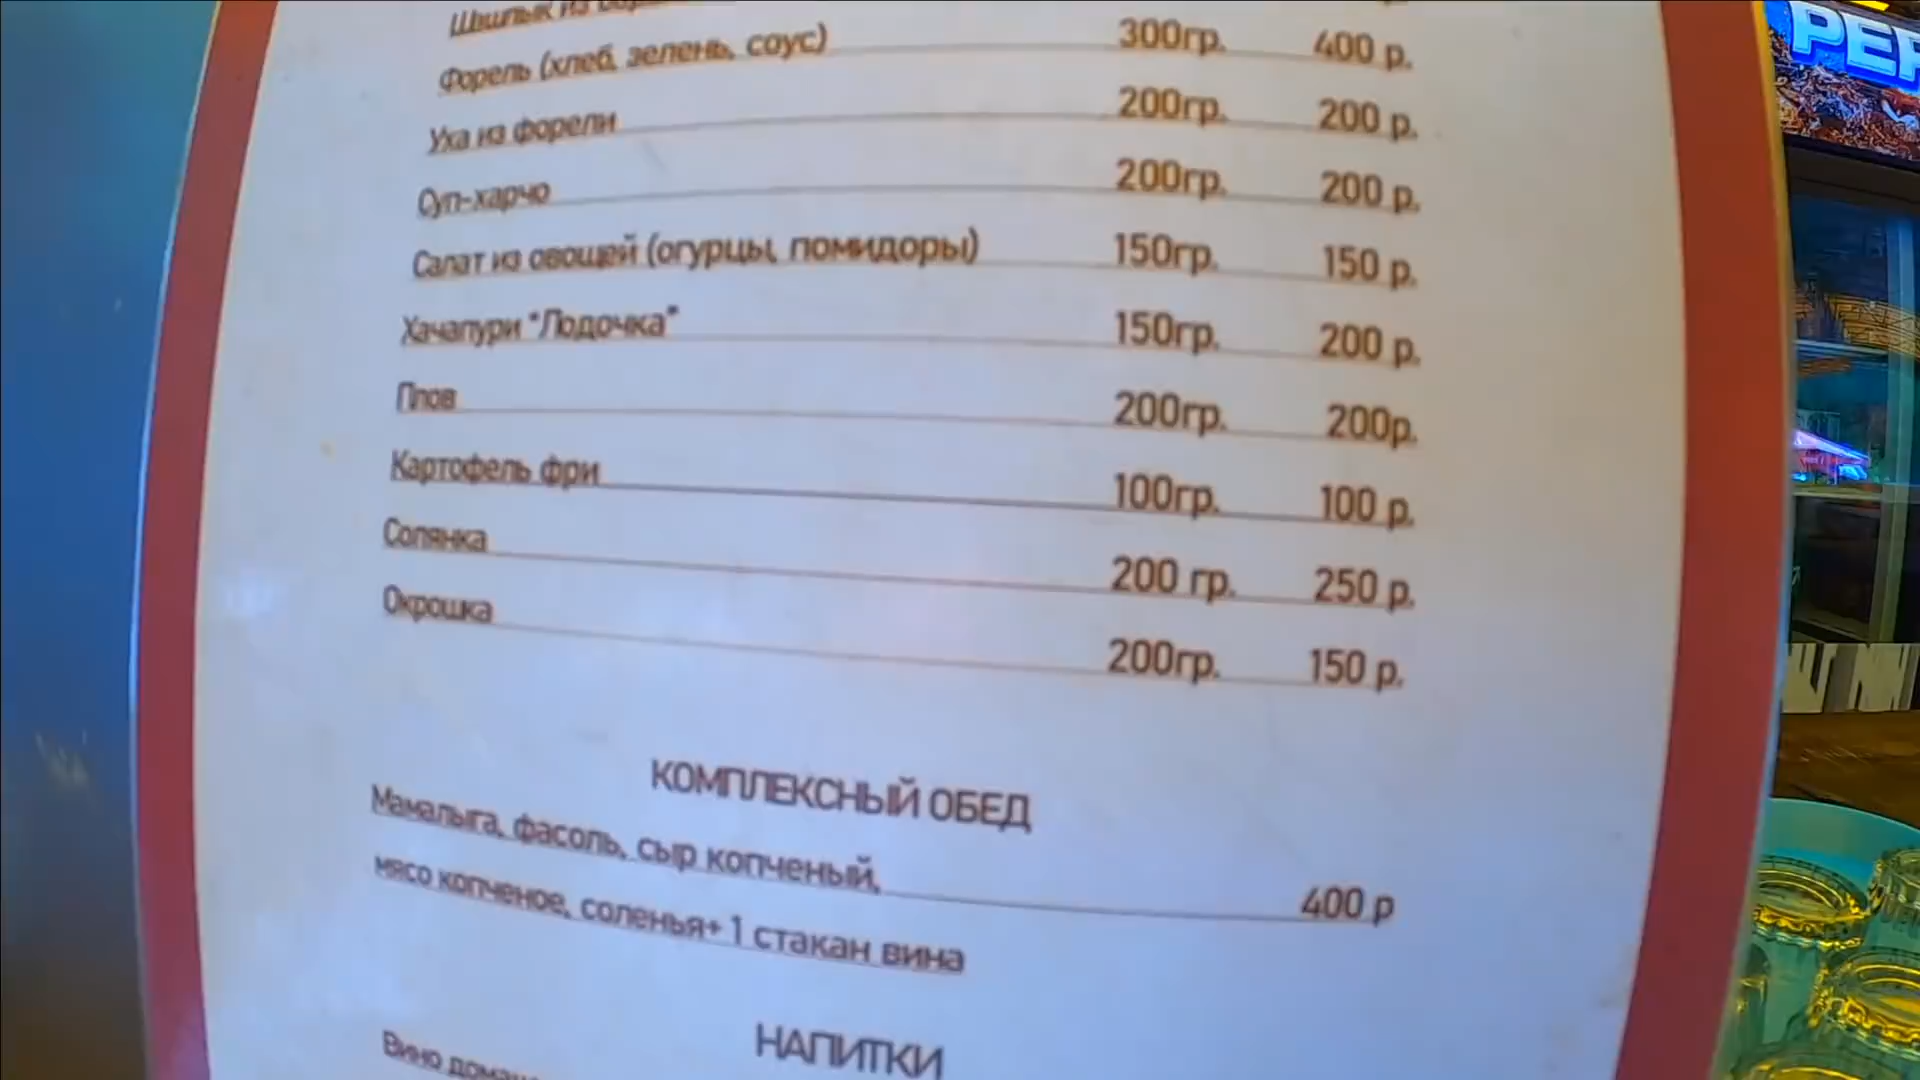 Шашлык из
Форель (хлеб, зелень, соус) 300гр. 400 р.
Уха из форели 200гр. 200 р.
Суп-харчо 200гр. 200 р.
Салат из овощей (огурцы, помидоры) 150гр. 150 р.
Хачапури "Лодочка" 150гр. 200 р.
Плов 200гр. 200р.
Картофель фри 100гр. 100 р.
Солянка 200 гр. 250 р.
Окрошка 200гр. 150 р.
КОМПЛЕКСНЫЙ ОБЕД
Мамалыга, фасоль, сыр копченый, 400 р
мясо копченое, соленья+ 1 стакан вина
НАПИТКИ
Вино